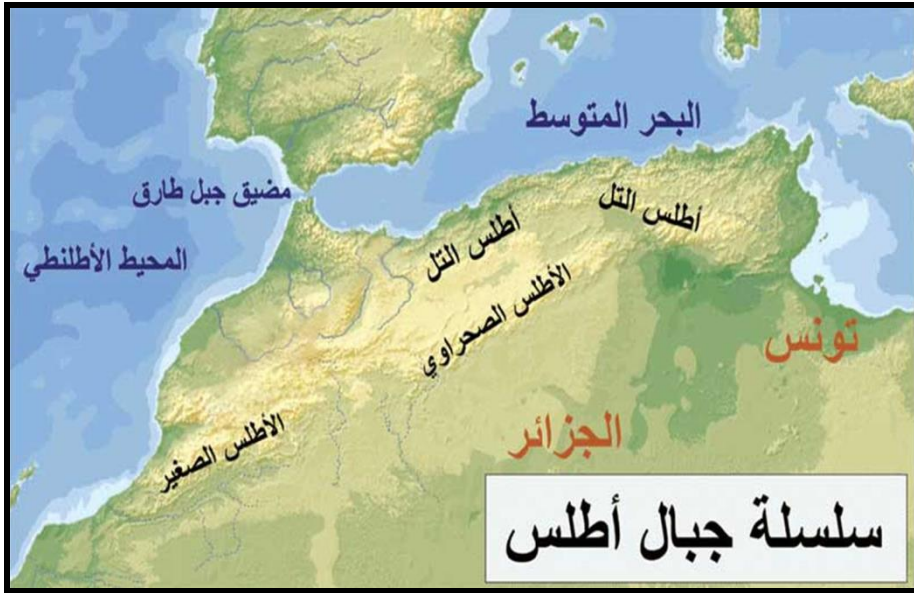 البحر المتوسط
مضيق جبل طارق
أطلس التل
أطلس التل
المحيط الأطلنطي
الأطلس الصحراوي
تونس
الأطلس الصغير
الجزائر
سلسلة جبال أطلس